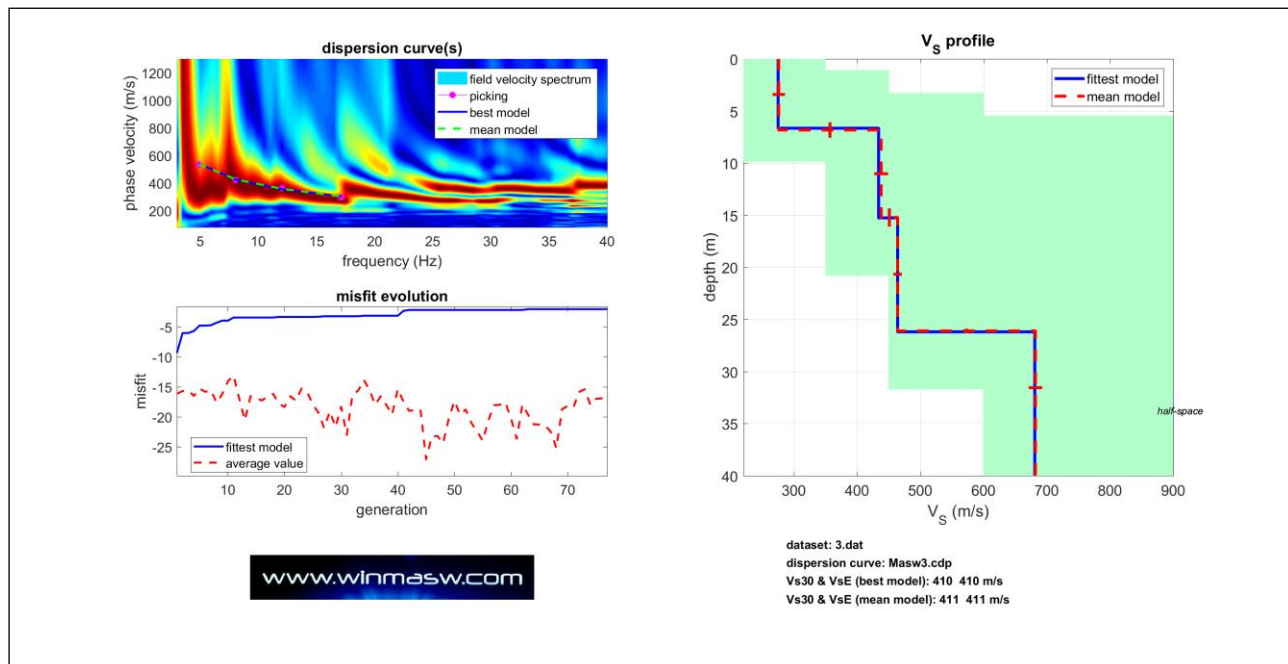 dispersion curve(s)
1200
1000
800
600
400
200
phase velocity (m/s)
field velocity spectrum
picking
best model
mean model
5 10 15 20 25 30 35 40
frequency (Hz)
misfit evolution
-5
-10
-15
-20
-25
misfit
fittest model
average value
10 20 30 40 50 60 70
generation
www.winmasw.com
VS profile
0
5
10
15
20
25
30
35
40
depth (m)
fittest model
mean model
half-space
300 400 500 600 700 800 900
VS (m/s)
dataset: 3.dat
dispersion curve: Masw3.cdp
Vs30 & VsE (best model): 410 410 m/s
Vs30 & VsE (mean model): 411 411 m/s